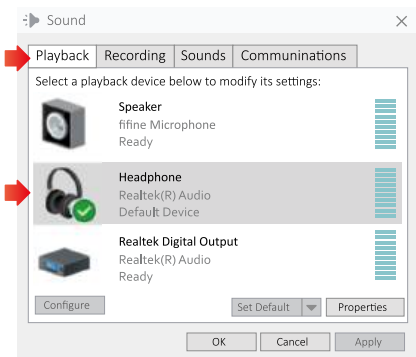 Sound
Playback Recording Sounds Communinations
Select a playback device below to modify its settings:
Speaker
fifine Microphone
Ready
Headphone
Realtek(R) Audio
Default Device
Realtek Digital Output
Realtek(R) Audio
Ready
Configure Set Default Properties
OK Cancel Apply